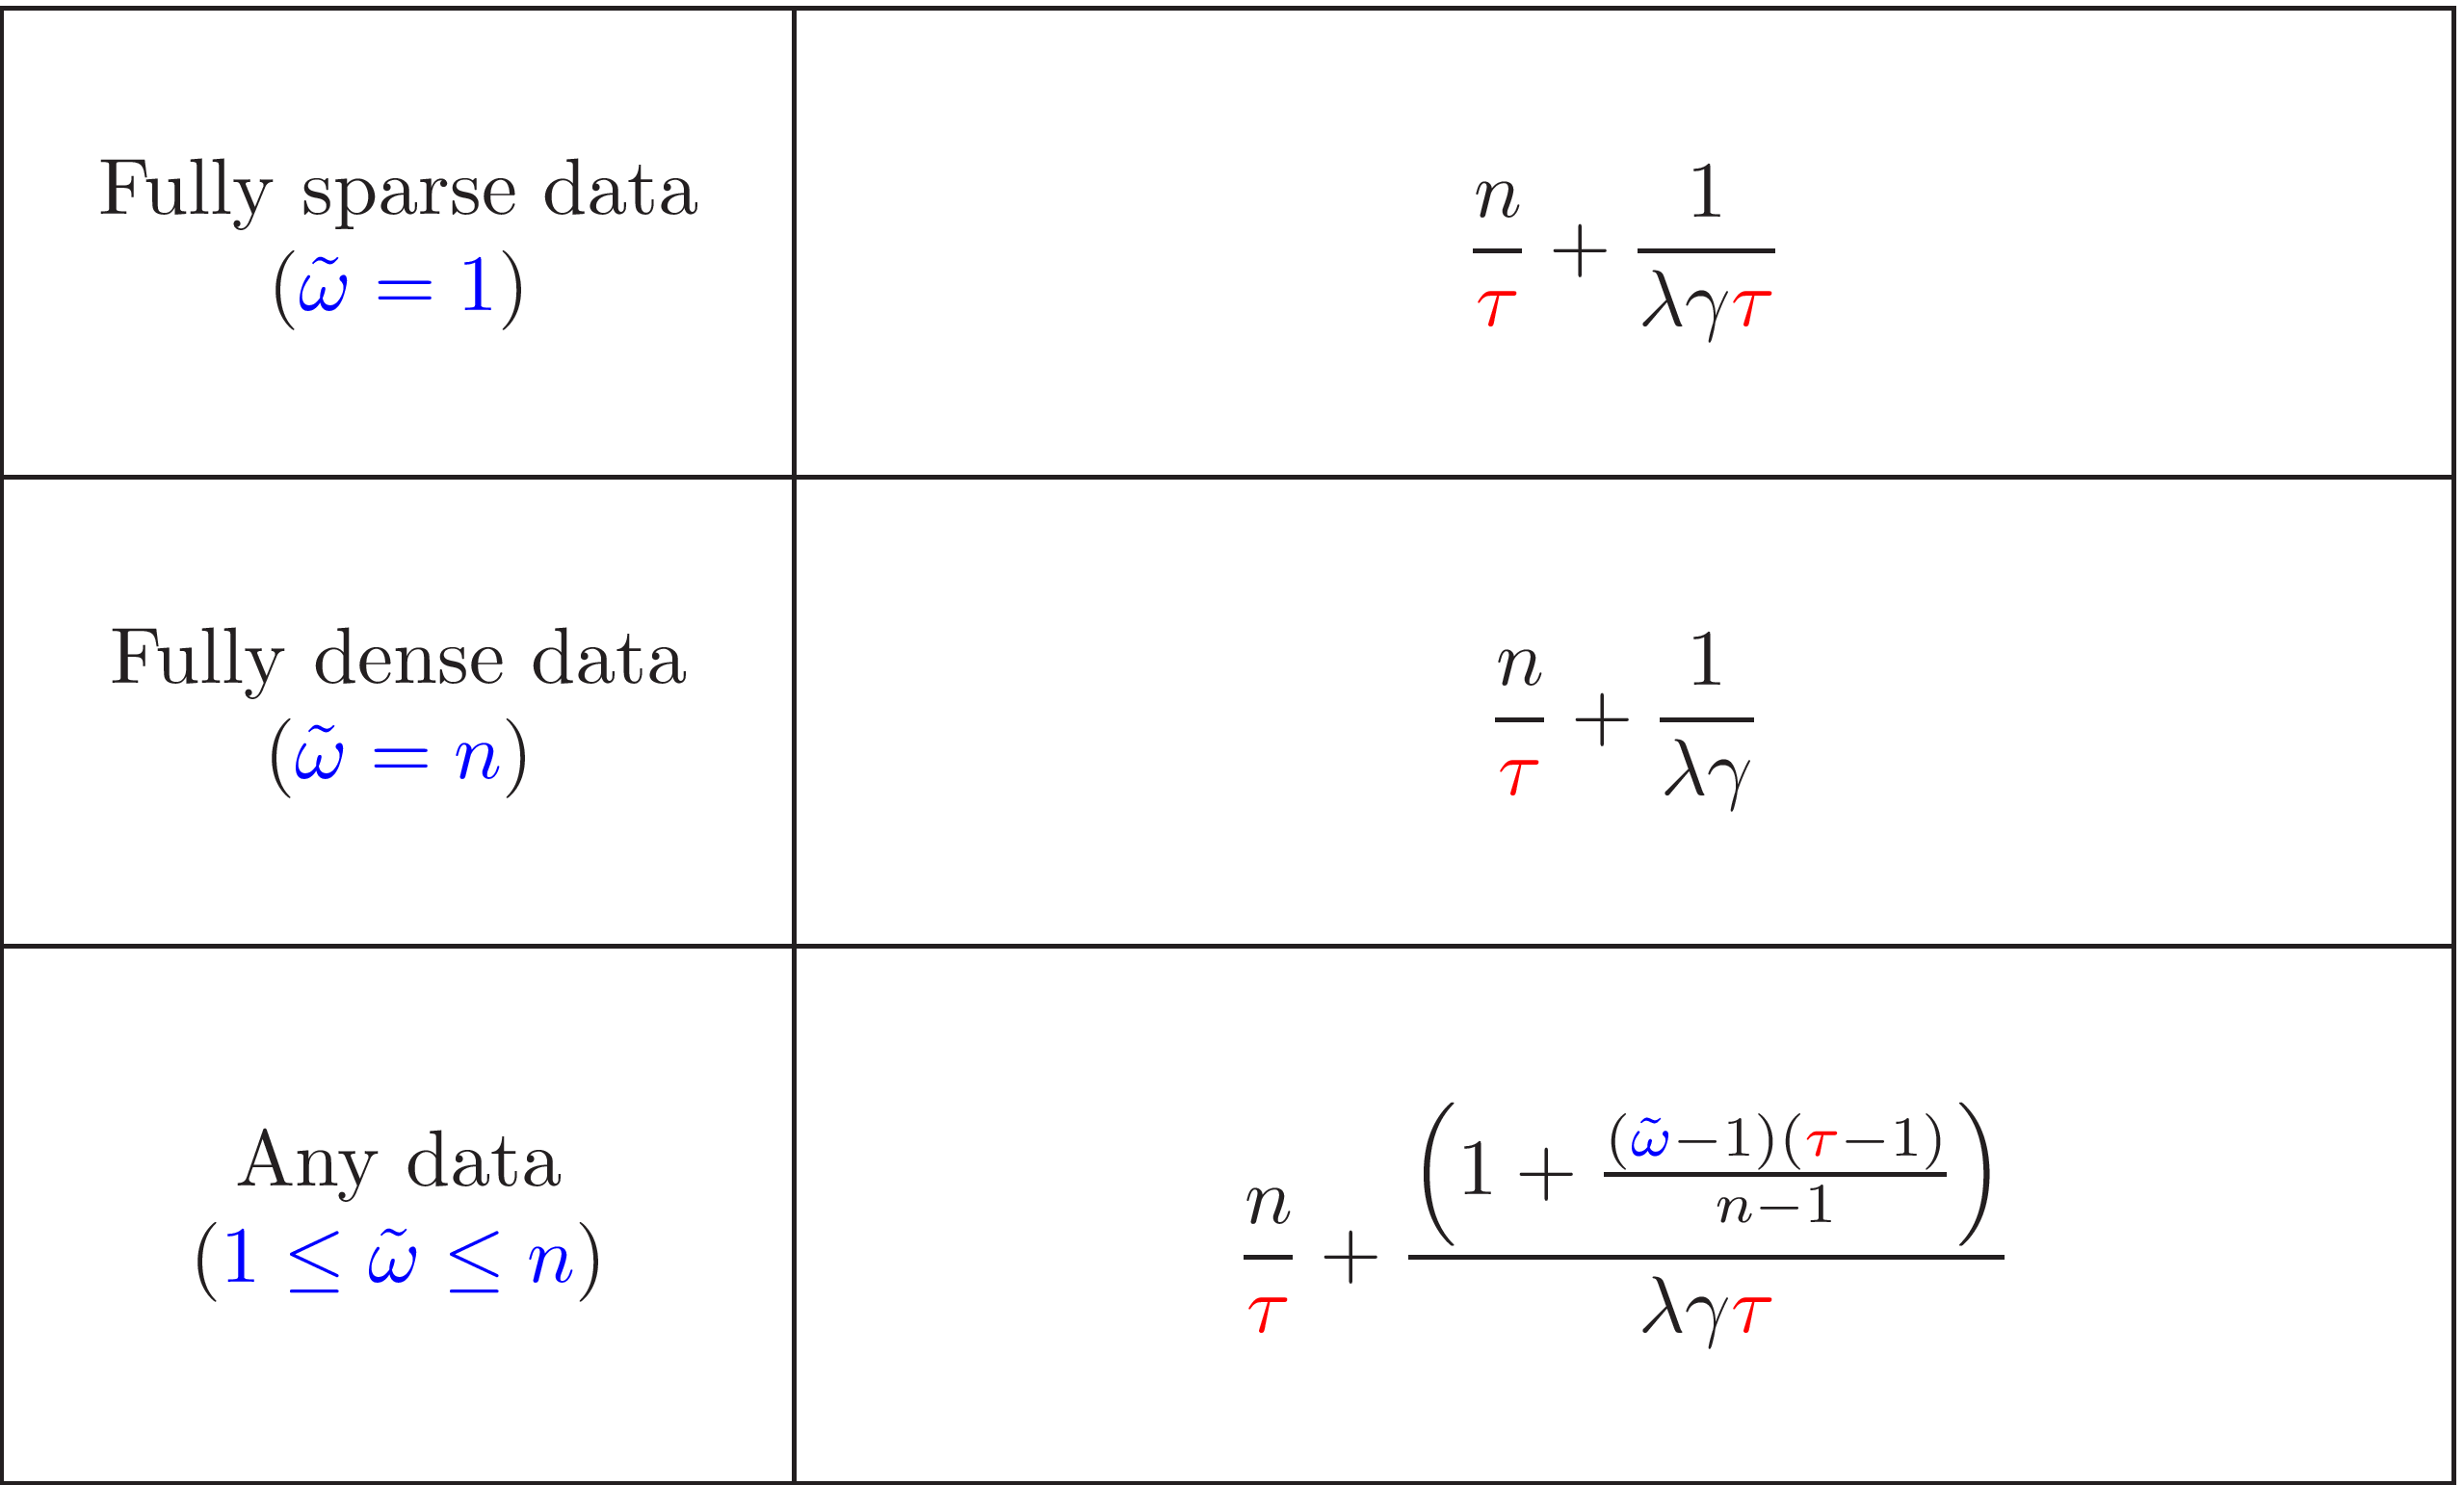 Fully sparse data
(ω̃ = 1)
n/τ + 1/(λγτ)
Fully dense data
(ω̃ = n)
n/τ + 1/(λγ)
Any data
(1 ≤ ω̃ ≤ n)
n/τ + (1 + (ω̃−1)(τ−1)/(n−1))/(λγτ)